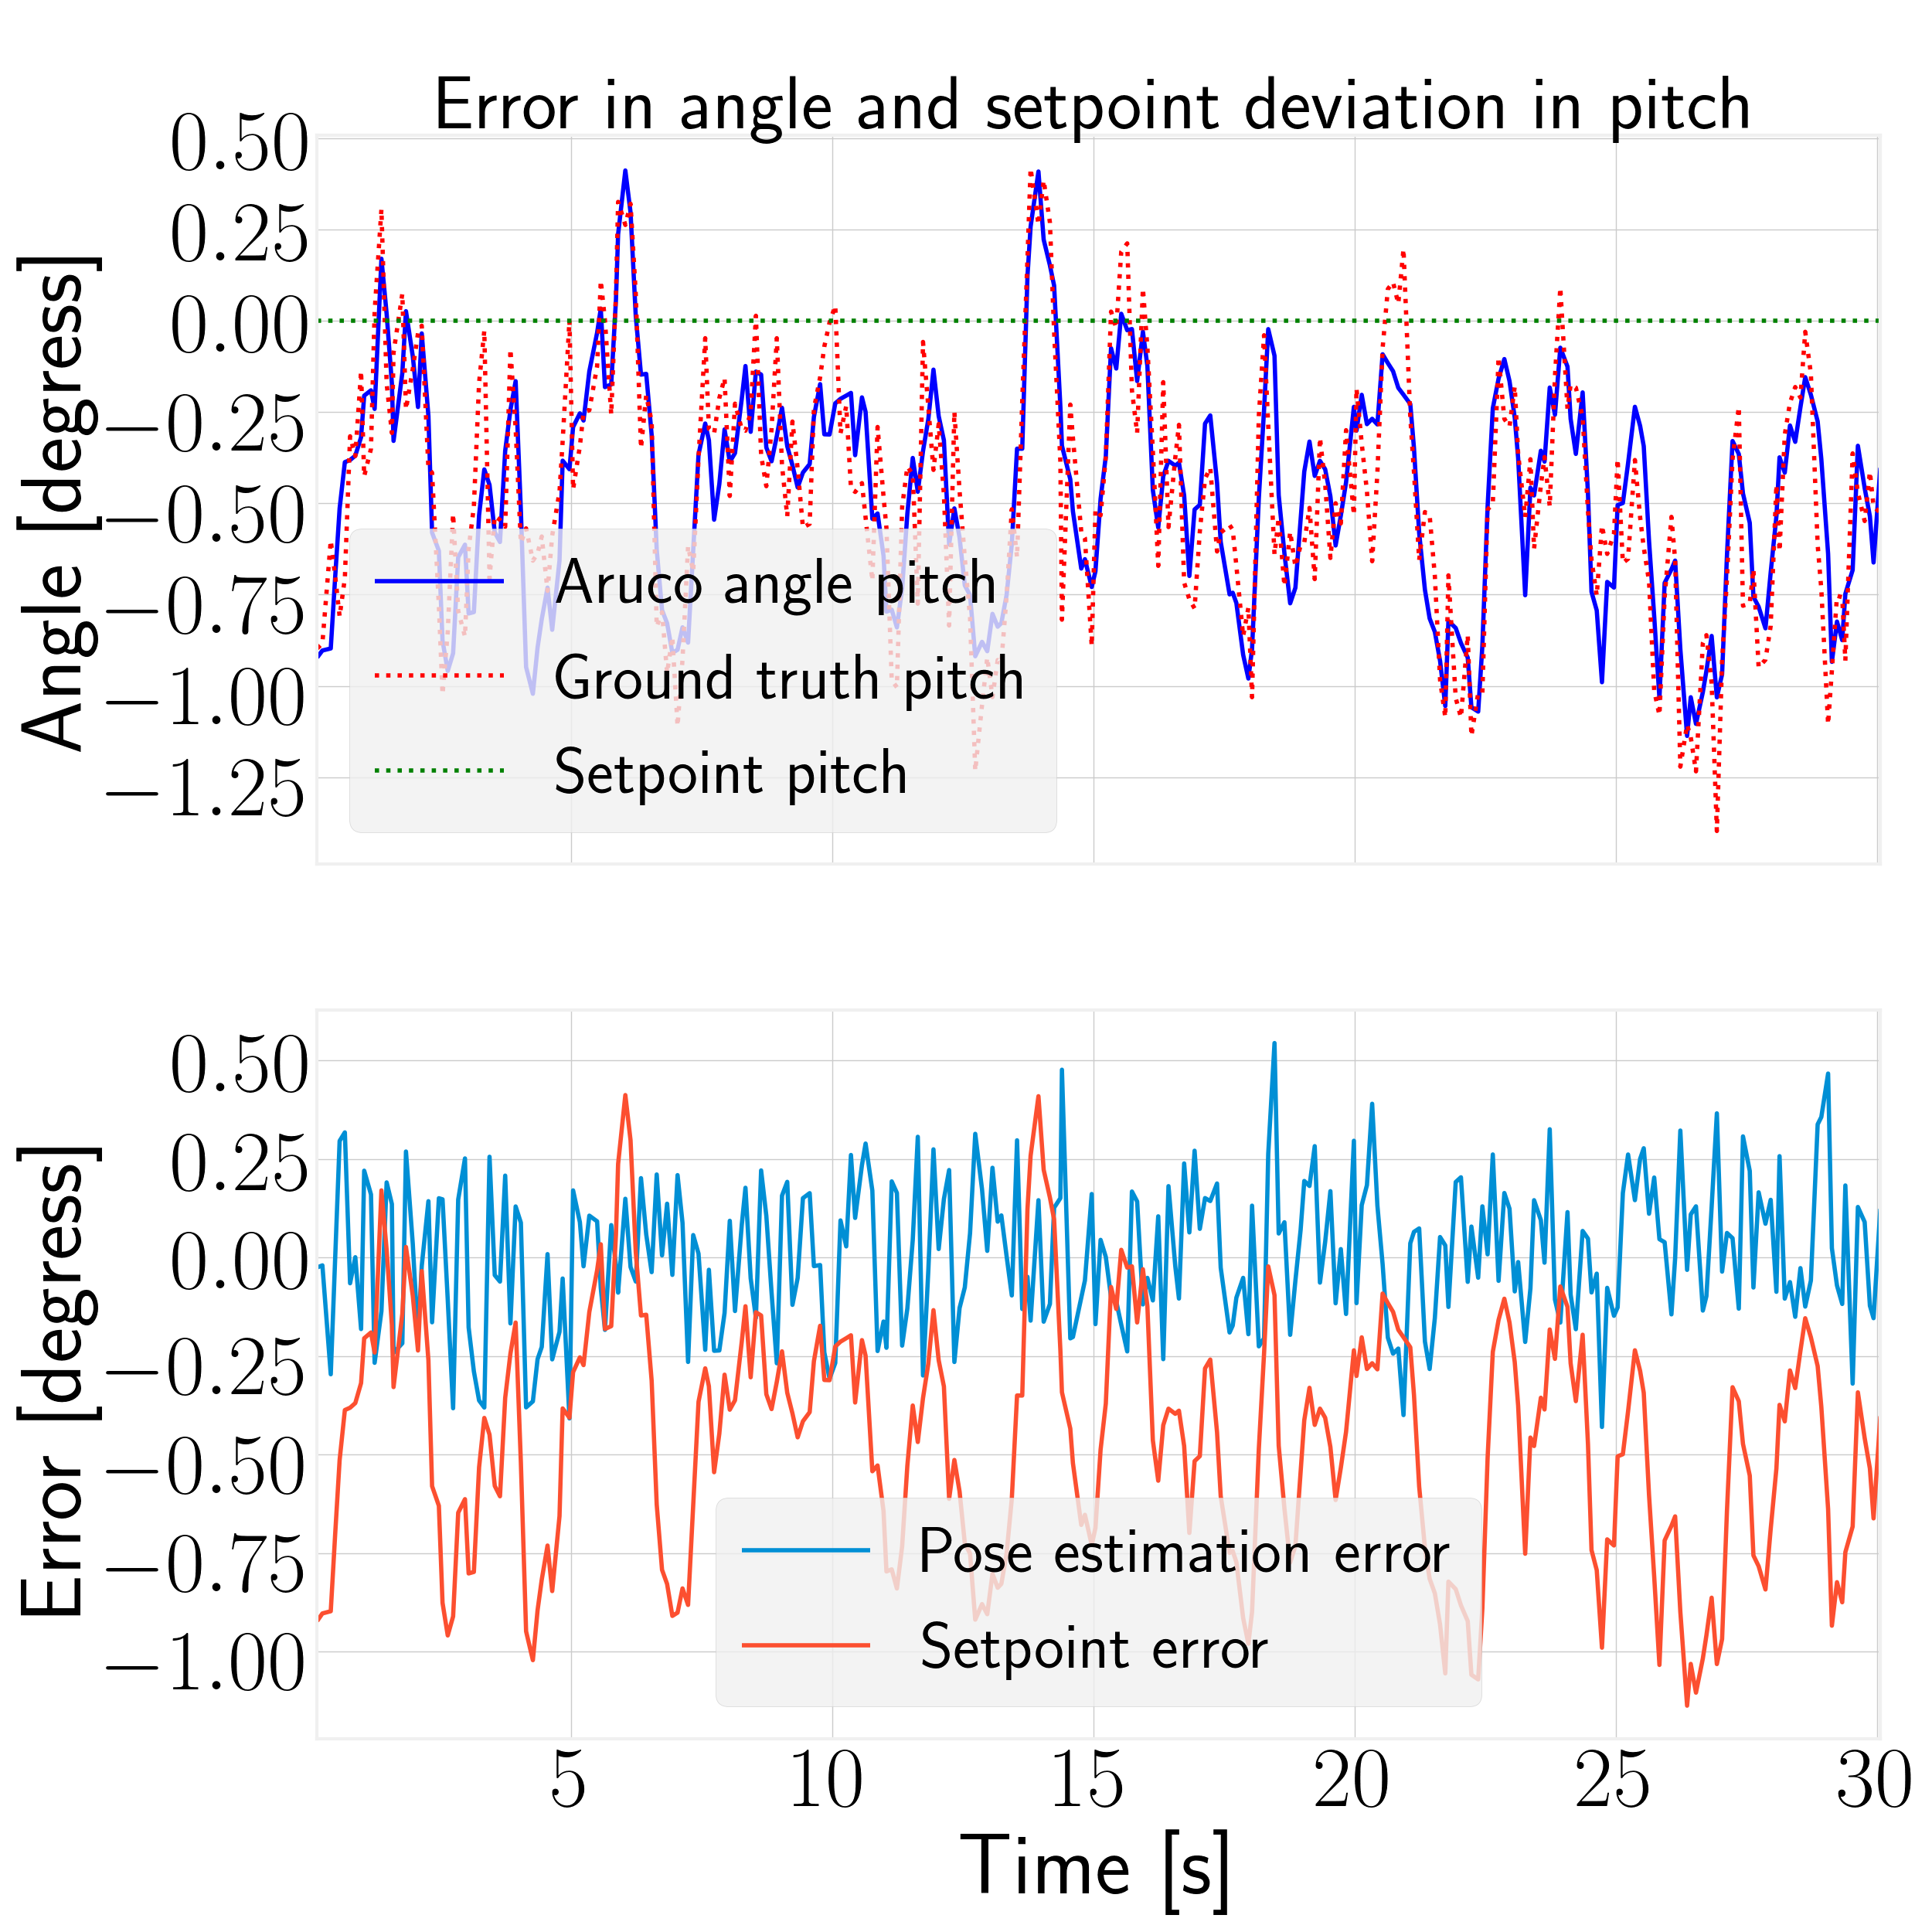 Error in angle and setpoint deviation in pitch
Angle [degress]
0.50
0.25
0.00
−0.25
−0.50
−0.75
−1.00
−1.25
Aruco angle pitch
Ground truth pitch
Setpoint pitch
Error [degress]
0.50
0.25
0.00
−0.25
−0.50
−0.75
−1.00
Pose estimation error
Setpoint error
5 10 15 20 25 30
Time [s]